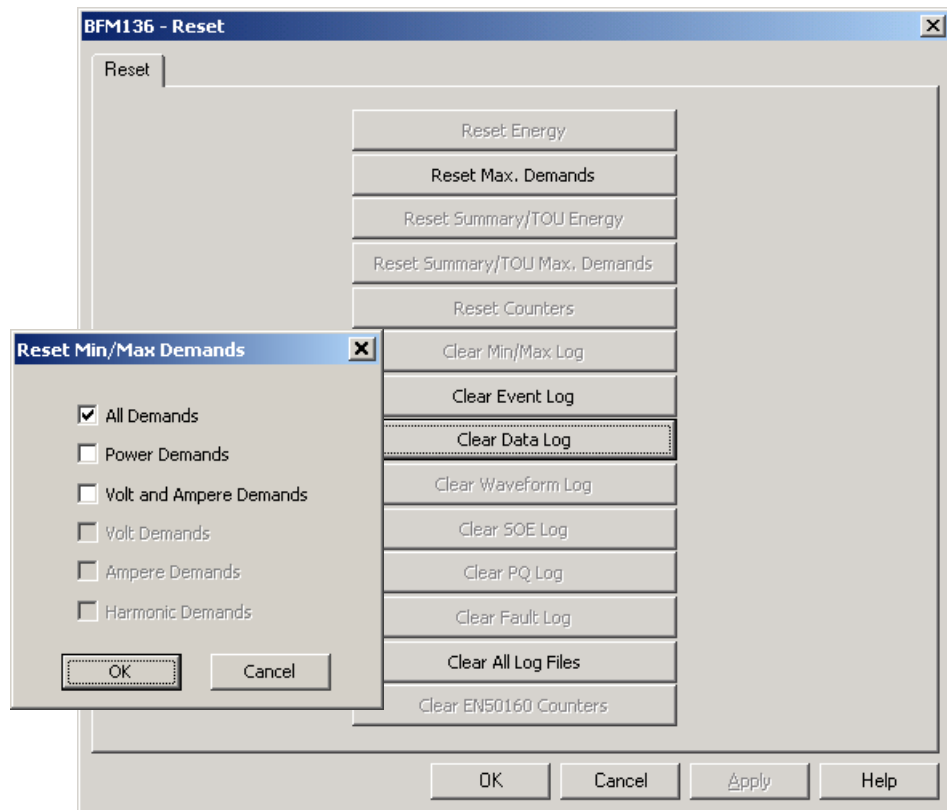 BFM136 - Reset
Reset
Reset Energy
Reset Max. Demands
Reset Summary/TOU Energy
Reset Summary/TOU Max. Demands
Reset Counters
Clear Min/Max Log
Clear Event Log
Clear Data Log
Clear Waveform Log
Clear SOE Log
Clear PQ Log
Clear Fault Log
Clear All Log Files
Clear EN50160 Counters
OK Cancel Apply Help
Reset Min/Max Demands
All Demands
Power Demands
Volt and Ampere Demands
Volt Demands
Ampere Demands
Harmonic Demands
OK Cancel